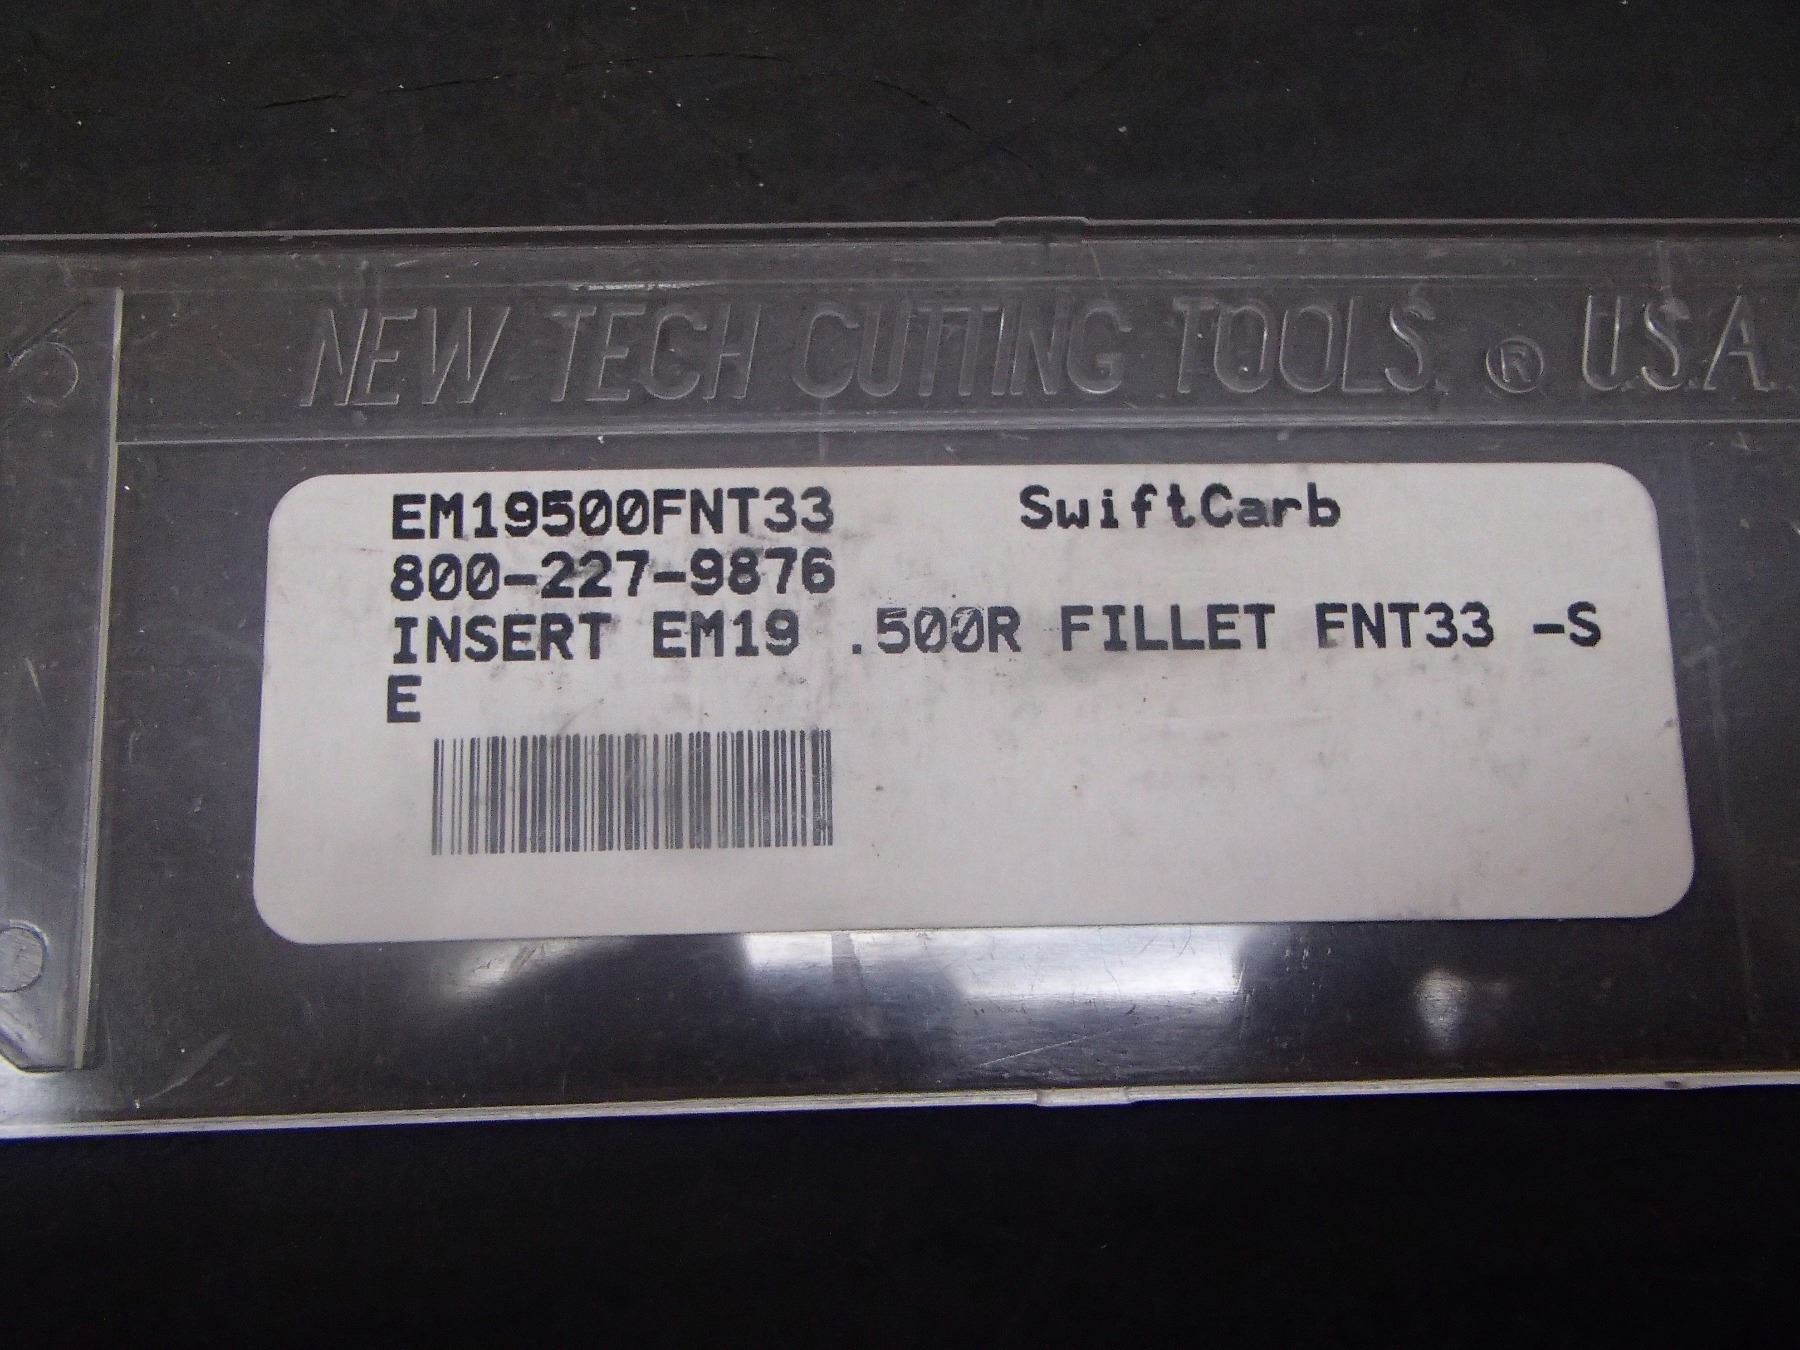 NEW TECH CUTTING TOOLS. ® U.S.A.
EM19500FNT33 SwiftCarb
800-227-9876
INSERT EM19 .500R FILLET FNT33 -S
E